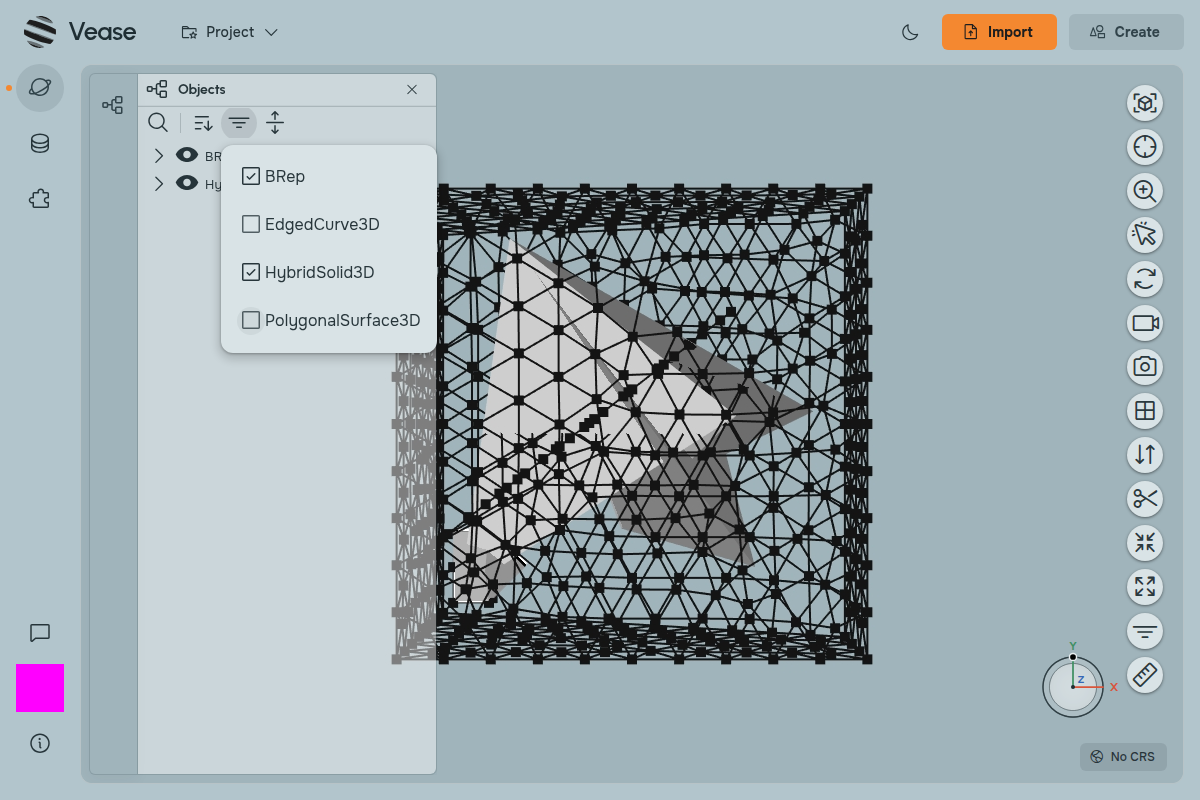 Vease
Project
Import
Create
Objects
BR
Hy
BRep
EdgedCurve3D
HybridSolid3D
PolygonalSurface3D
Y
Z
X
No CRS